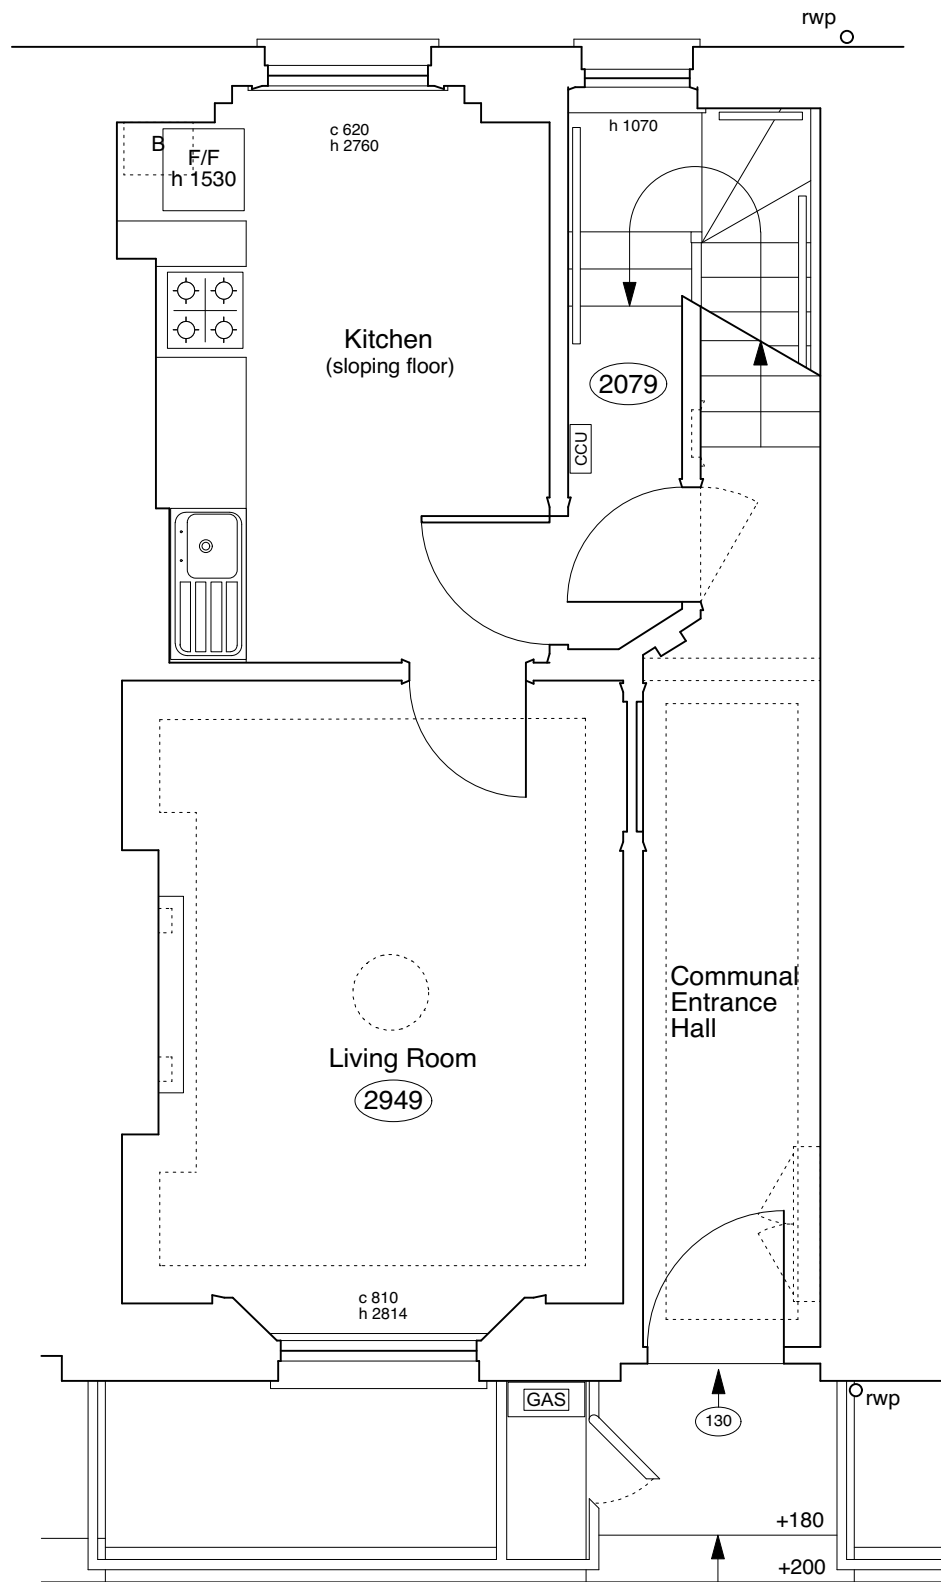 rwp
c 620
h 2760
h 1070
B
F/F
h 1530
Kitchen
(sloping floor)
2079
CCU
Communal
Entrance
Hall
Living Room
2949
c 810
h 2814
GAS
130
rwp
+180
+200